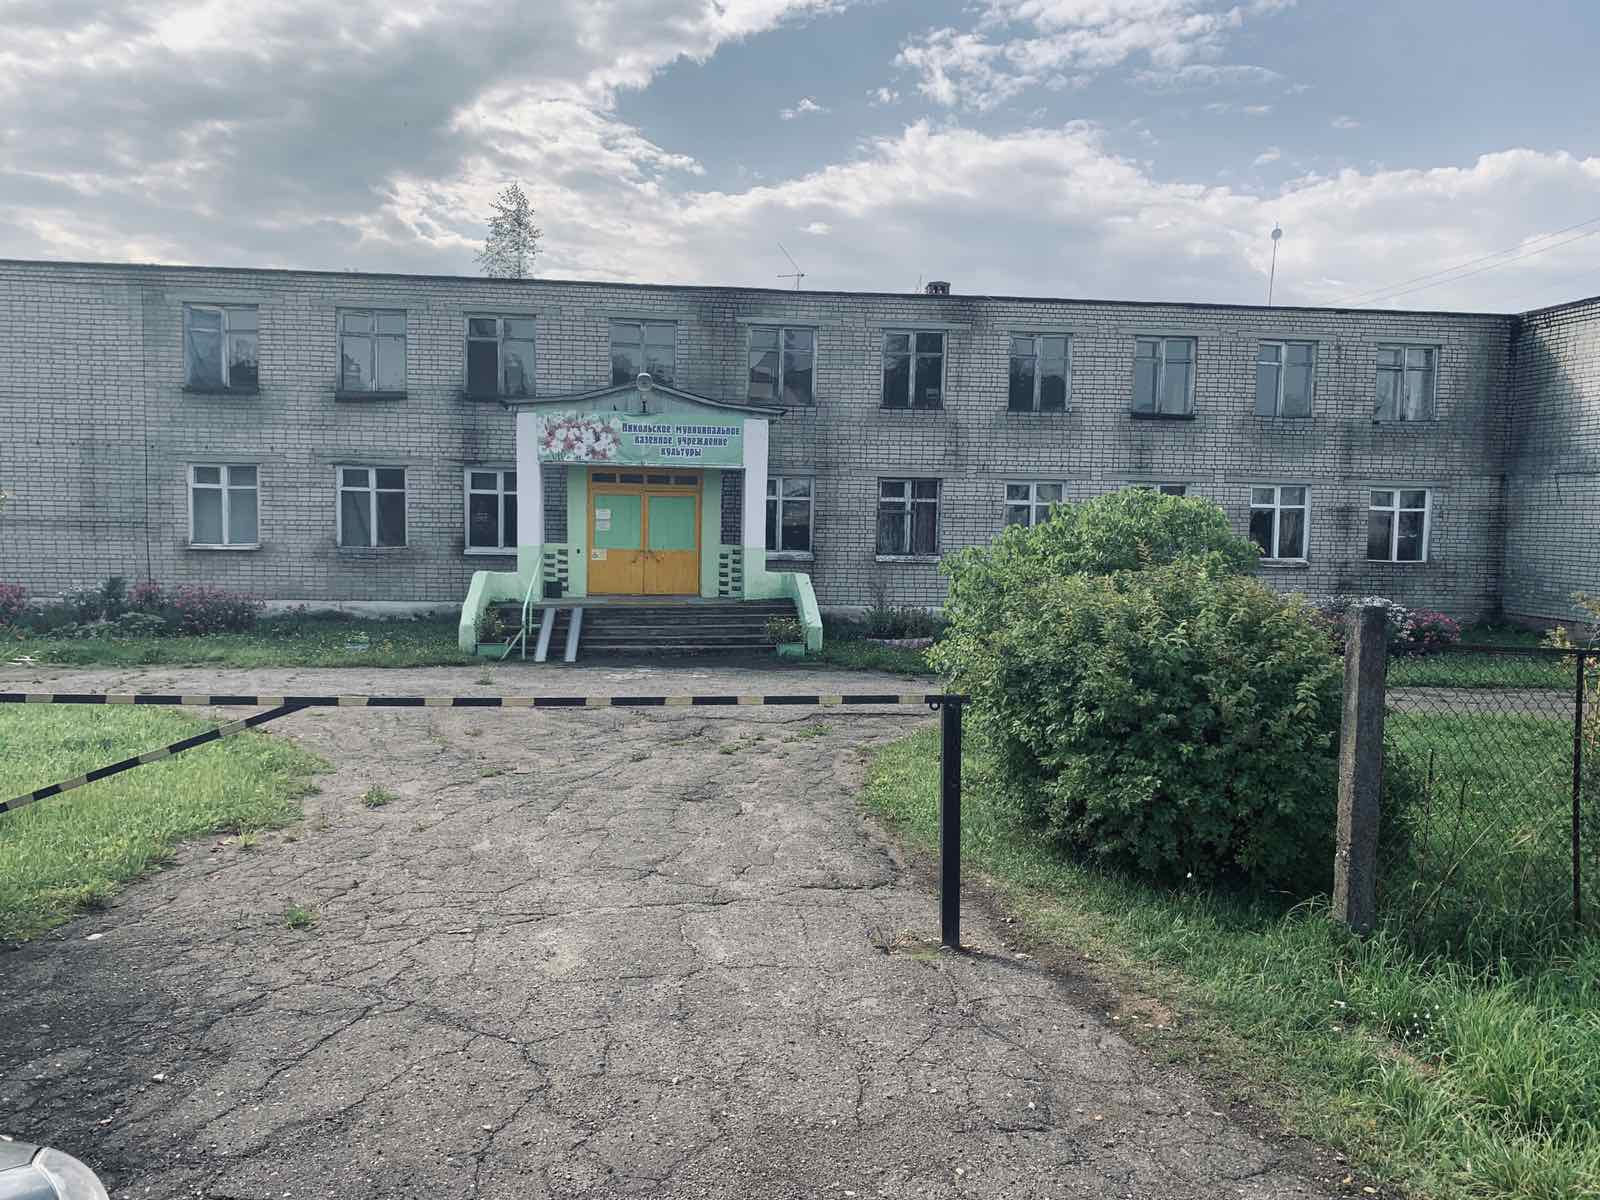 Никольское муниципальное
казенное учреждение
культуры